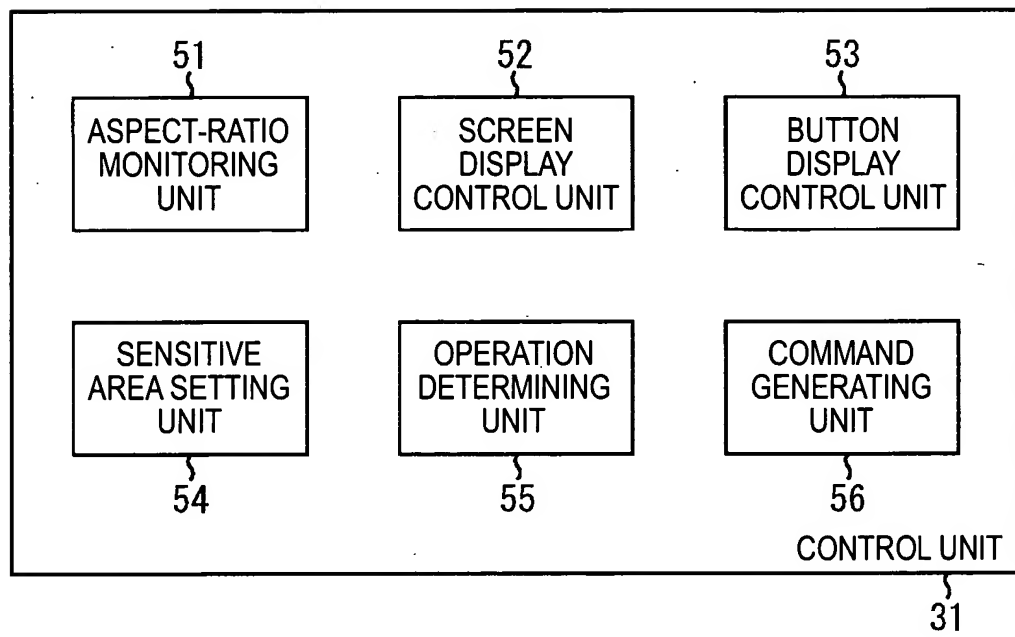 51
52
53
ASPECT-RATIO
MONITORING
UNIT
SCREEN
DISPLAY
CONTROL UNIT
BUTTON
DISPLAY
CONTROL UNIT
SENSITIVE
AREA SETTING
UNIT
OPERATION
DETERMINING
UNIT
COMMAND
GENERATING
UNIT
54
55
56
CONTROL UNIT
31